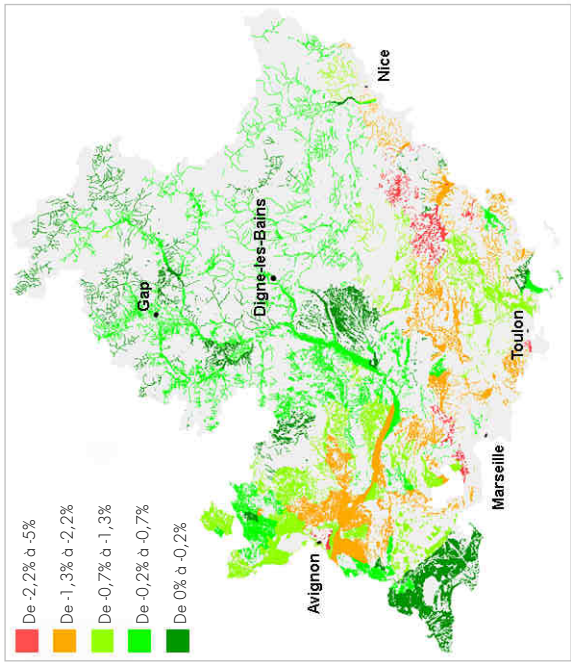 De -2,2% à -5%
De -1,3% à -2,2%
De -0,7% à -1,3%
De -0,2% à -0,7%
De 0% à -0,2%
Gap
Digne-les-Bains
Nice
Avignon
Marseille
Toulon